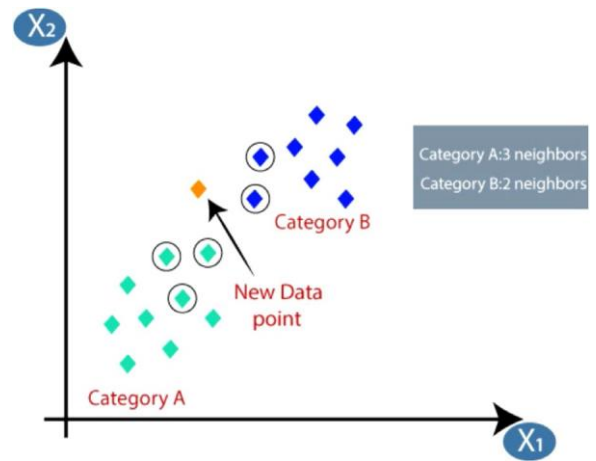 X2
Category A:3 neighbors
Category B:2 neighbors
Category B
New Data
point
Category A
X1